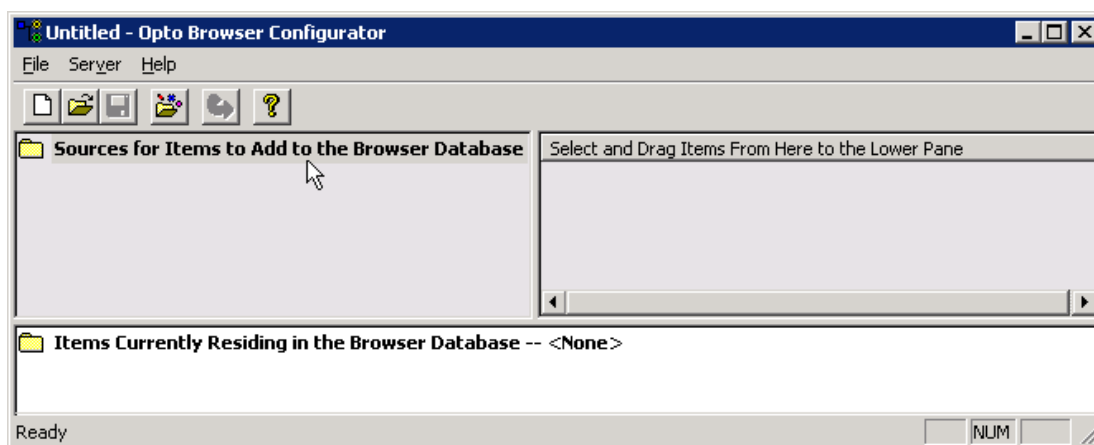 Untitled - Opto Browser Configurator
File Server Help
Sources for Items to Add to the Browser Database
Select and Drag Items From Here to the Lower Pane
Items Currently Residing in the Browser Database -- <None>
Ready
NUM